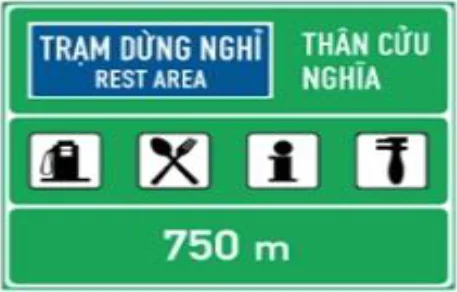 TRẠM DỪNG NGHỈ
REST AREA
THÂN CỬU
NGHĨA
750 m